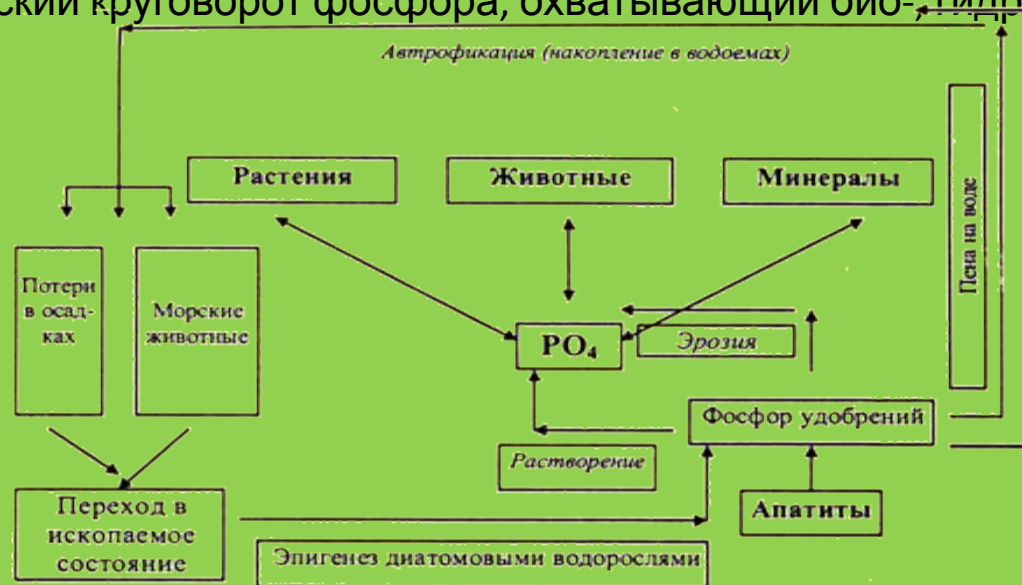 ский круговорот фосфора, охватывающий био-, гидр
Автрофикация (накопление в водоемах)
Растения
Животные
Минералы
Пена на воде
Потери
в осад-
ках
Морские
животные
PO₄
Эрозия
Фосфор удобрений
Растворение
Апатиты
Переход в
ископаемое
состояние
Эпигенез диатомовыми водорослями